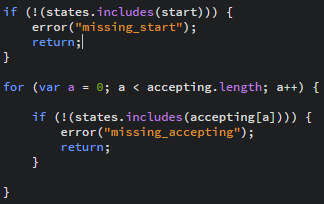 if (!(states.includes(start))) {
    error("missing_start");
    return;
}
for (var a = 0; a < accepting.length; a++) {
    if (!(states.includes(accepting[a]))) {
        error("missing_accepting");
        return;
    }
}